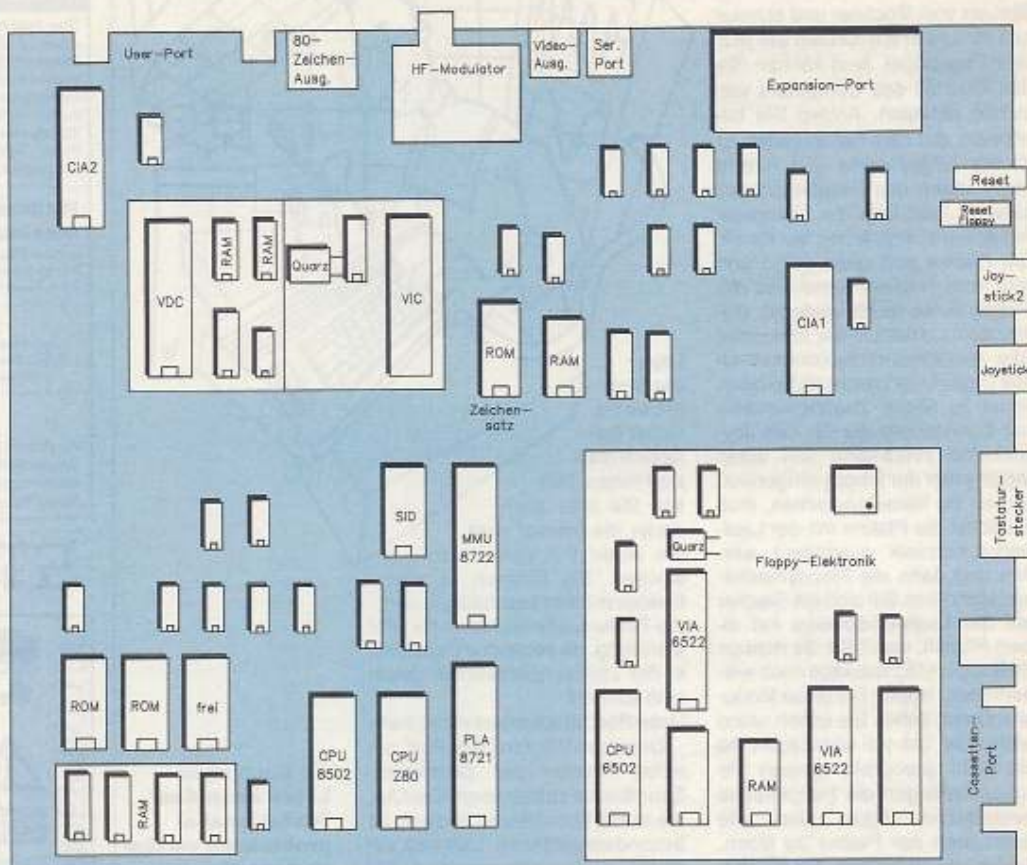 User-Port
80-
Zeichen-
Ausg.
HF-Modulator
Video-
Ausg.
Ser.
Port
Expansion-Port
CIA2
Reset
Reset
Floppy
VDC
RAM
RAM
Quarz
VIC
Joy-
stick2
CIA1
ROM
RAM
Joystick
Zeichen-
satz
SID
MMU
8722
Quarz
Floppy-Elektronik
Tastatur-
stecker
VIA
6522
ROM
ROM
frei
CPU
8502
CPU
Z80
PLA
8721
CPU
6502
RAM
VIA
6522
Cassetten-
Port
RAM